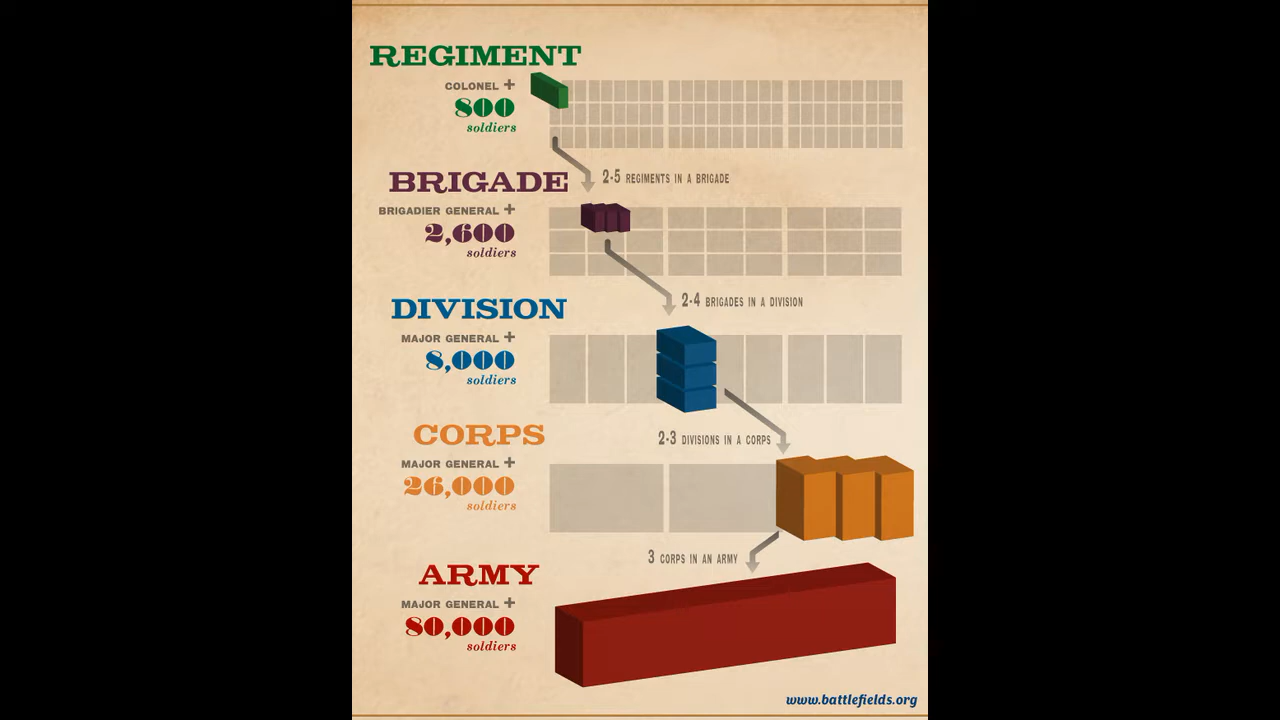 REGIMENT
COLONEL +
800
soldiers
2-5 REGIMENTS IN A BRIGADE
BRIGADE
BRIGADIER GENERAL +
2,600
soldiers
2-4 BRIGADES IN A DIVISION
DIVISION
MAJOR GENERAL +
8,000
soldiers
2-3 DIVISIONS IN A CORPS
CORPS
MAJOR GENERAL +
26,000
soldiers
3 CORPS IN AN ARMY
ARMY
MAJOR GENERAL +
80,000
soldiers
www.battlefields.org